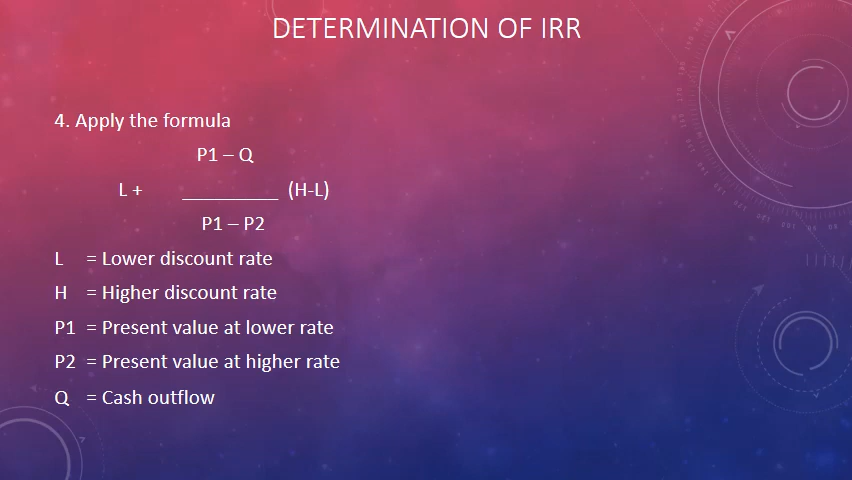 DETERMINATION OF IRR
4. Apply the formula
P1 – Q
L + __________ (H-L)
P1 – P2
L = Lower discount rate
H = Higher discount rate
P1 = Present value at lower rate
P2 = Present value at higher rate
Q = Cash outflow